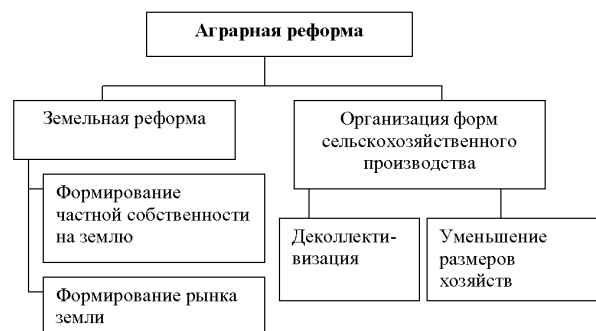 Аграрная реформа
Земельная реформа
Формирование
частной собственности
на землю
Формирование рынка
земли
Организация форм
сельскохозяйственного
производства
Деколлекти-
визация
Уменьшение
размеров
хозяйств